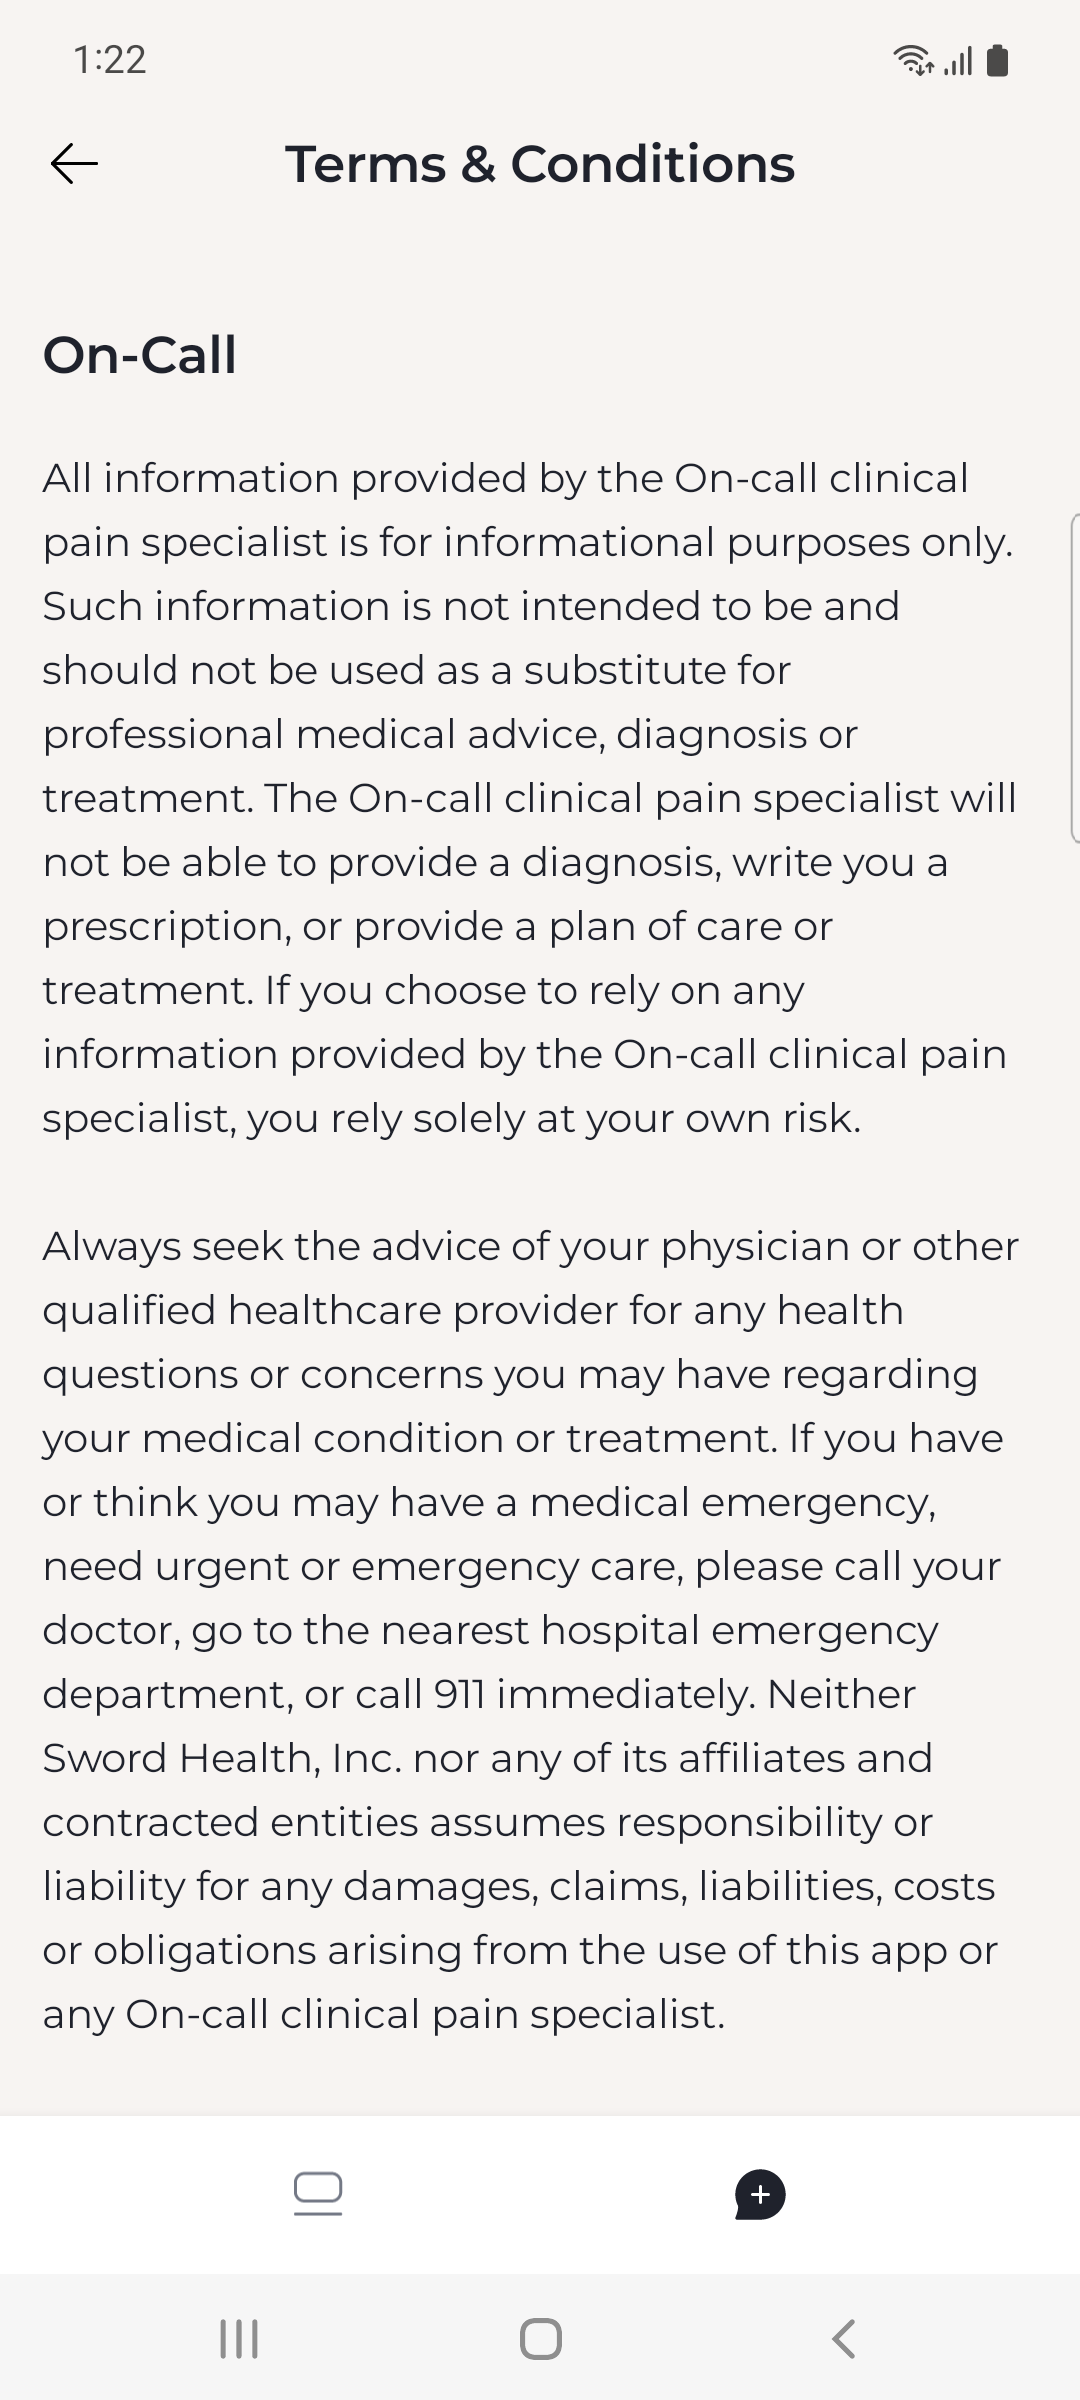 1:22
Terms & Conditions
On-Call
All information provided by the On-call clinical
pain specialist is for informational purposes only.
Such information is not intended to be and
should not be used as a substitute for
professional medical advice, diagnosis or
treatment. The On-call clinical pain specialist will
not be able to provide a diagnosis, write you a
prescription, or provide a plan of care or
treatment. If you choose to rely on any
information provided by the On-call clinical pain
specialist, you rely solely at your own risk.
Always seek the advice of your physician or other
qualified healthcare provider for any health
questions or concerns you may have regarding
your medical condition or treatment. If you have
or think you may have a medical emergency,
need urgent or emergency care, please call your
doctor, go to the nearest hospital emergency
department, or call 911 immediately. Neither
Sword Health, Inc. nor any of its affiliates and
contracted entities assumes responsibility or
liability for any damages, claims, liabilities, costs
or obligations arising from the use of this app or
any On-call clinical pain specialist.